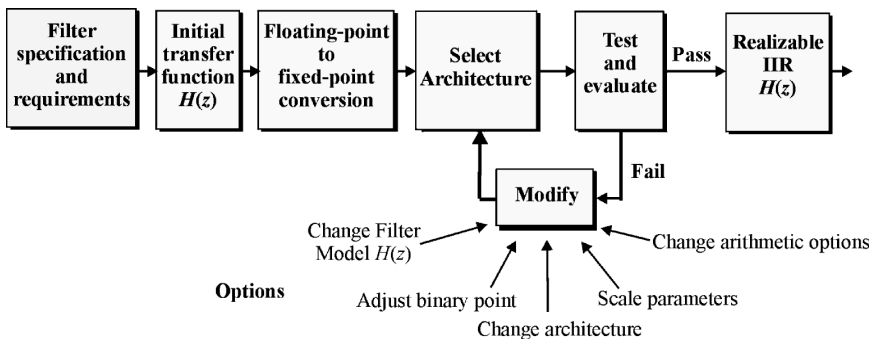 Filter
specification
and
requirements
Initial
transfer
function
H(z)
Floating-point
to
fixed-point
conversion
Select
Architecture
Test
and
evaluate
Pass
Realizable
IIR
H(z)
Fail
Modify
Change Filter
Model H(z)
Change arithmetic options
Options
Adjust binary point
Scale parameters
Change architecture